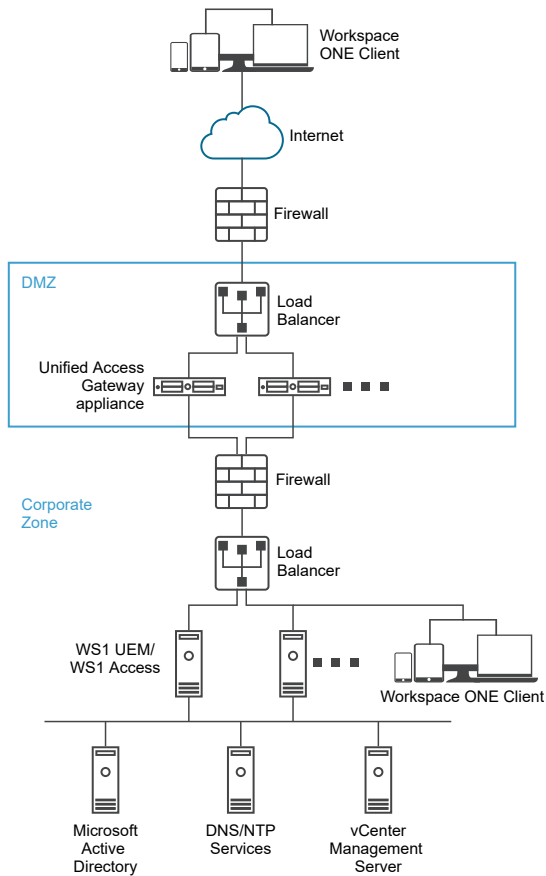 Workspace
ONE Client
Internet
Firewall
DMZ
Load
Balancer
Unified Access
Gateway
appliance
Firewall
Corporate
Zone
Load
Balancer
WS1 UEM/
WS1 Access
Workspace ONE Client
Microsoft
Active
Directory
DNS/NTP
Services
vCenter
Management
Server